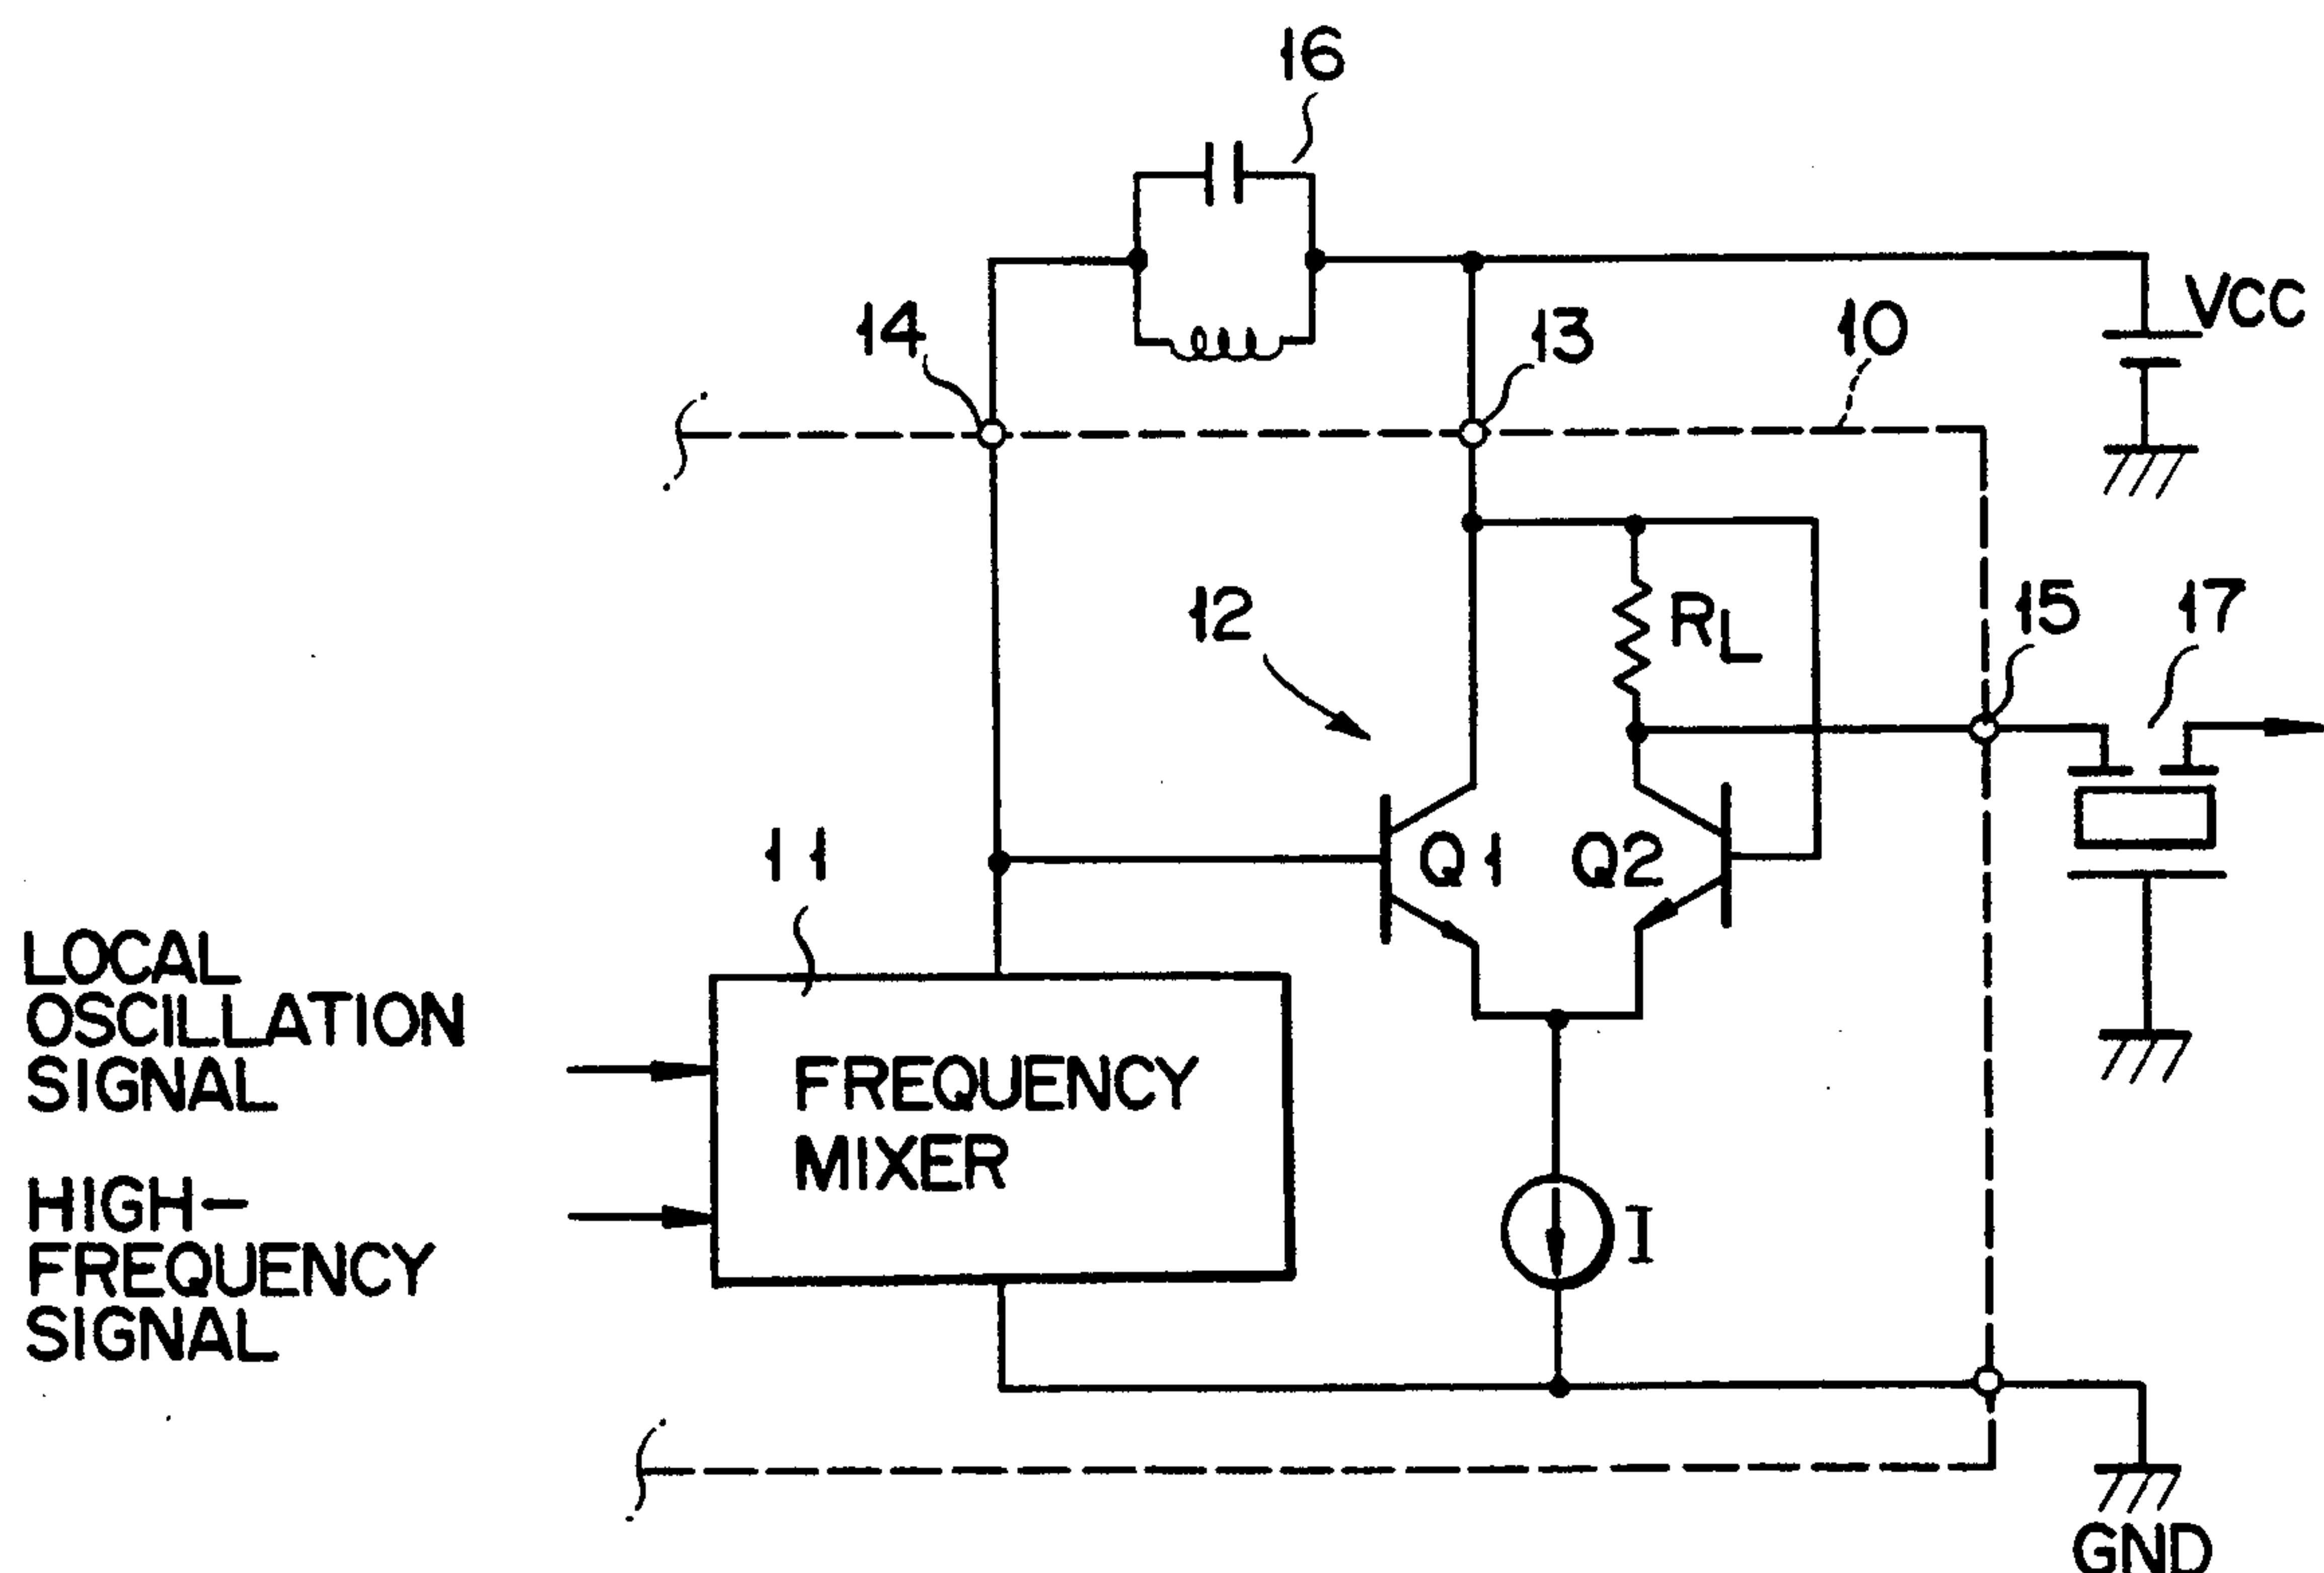 16
14
13
10
VCC
12
RL
15
17
11
Q1
Q2
LOCAL
OSCILLATION
SIGNAL
FREQUENCY
MIXER
HIGH-
FREQUENCY
SIGNAL
I
GND